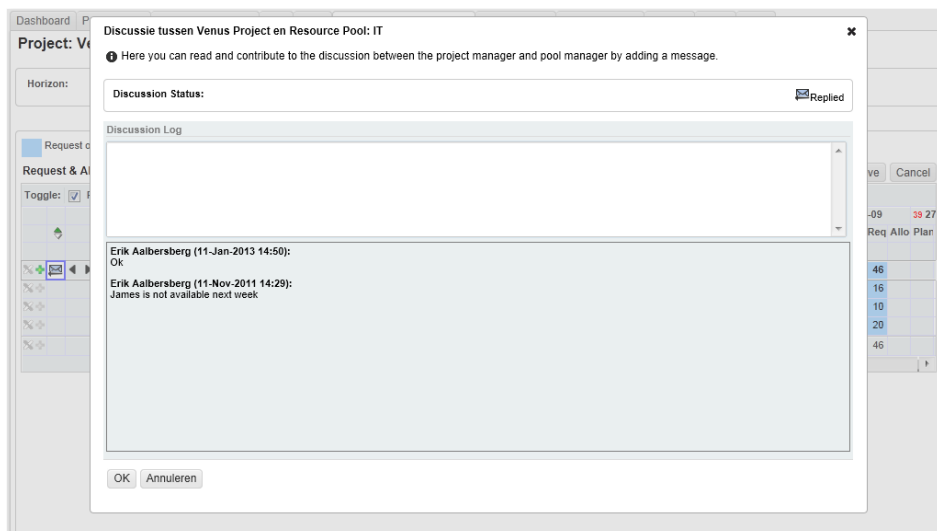 Dashboard P
Project: Ve
Discussie tussen Venus Project en Resource Pool: IT
Here you can read and contribute to the discussion between the project manager and pool manager by adding a message.
Horizon:
Discussion Status:
Replied
Discussion Log
Request o
Request & Al
ve Cancel
Toggle:
-09 39 27
Req Allo Plan
Erik Aalbersberg (11-Jan-2013 14:50):
Ok
Erik Aalbersberg (11-Nov-2011 14:29):
James is not available next week
46
16
10
20
46
OK Annuleren